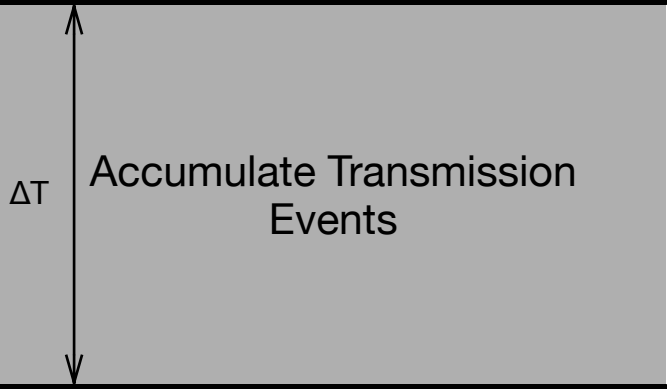 ΔT
Accumulate Transmission
Events